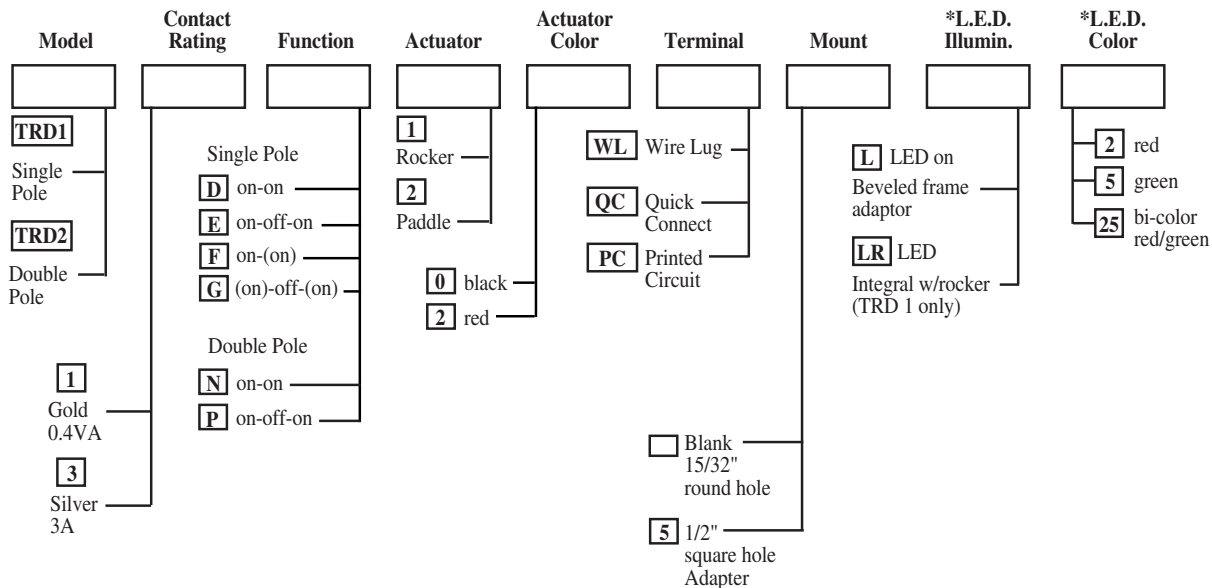 Model
Contact
Rating
Function
Actuator
Actuator
Color
Terminal
Mount
*L.E.D.
Illumin.
*L.E.D.
Color
TRD1
Single
Pole
TRD2
Double
Pole
1
Gold
0.4VA
3
Silver
3A
Single Pole
D on-on
E on-off-on
F on-(on)
G (on)-off-(on)
Double Pole
N on-on
P on-off-on
1
Rocker
2
Paddle
0 black
2 red
WL Wire Lug
QC Quick
Connect
PC Printed
Circuit
Blank
15/32"
round hole
5 1/2"
square hole
Adapter
L LED on
Beveled frame
adaptor
LR LED
Integral w/rocker
(TRD 1 only)
2 red
5 green
25 bi-color
red/green